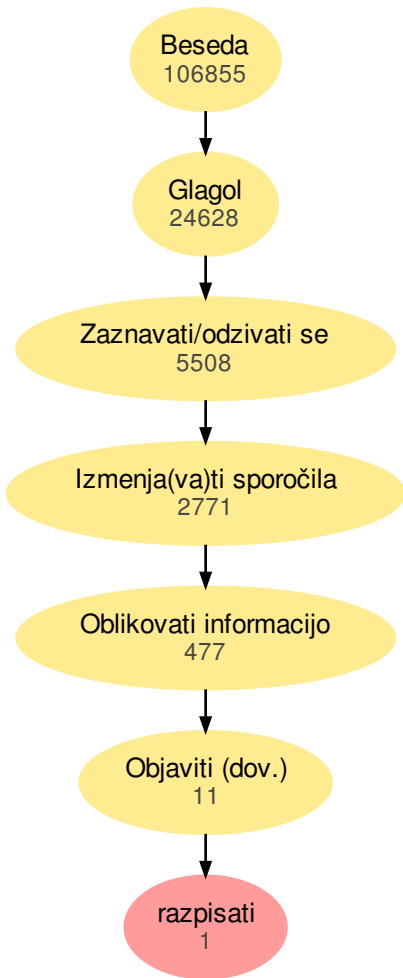 Beseda
106855
Glagol
24628
Zaznavati/odzivati se
5508
Izmenja(va)ti sporočila
2771
Oblikovati informacijo
477
Objaviti (dov.)
11
razpisati
1